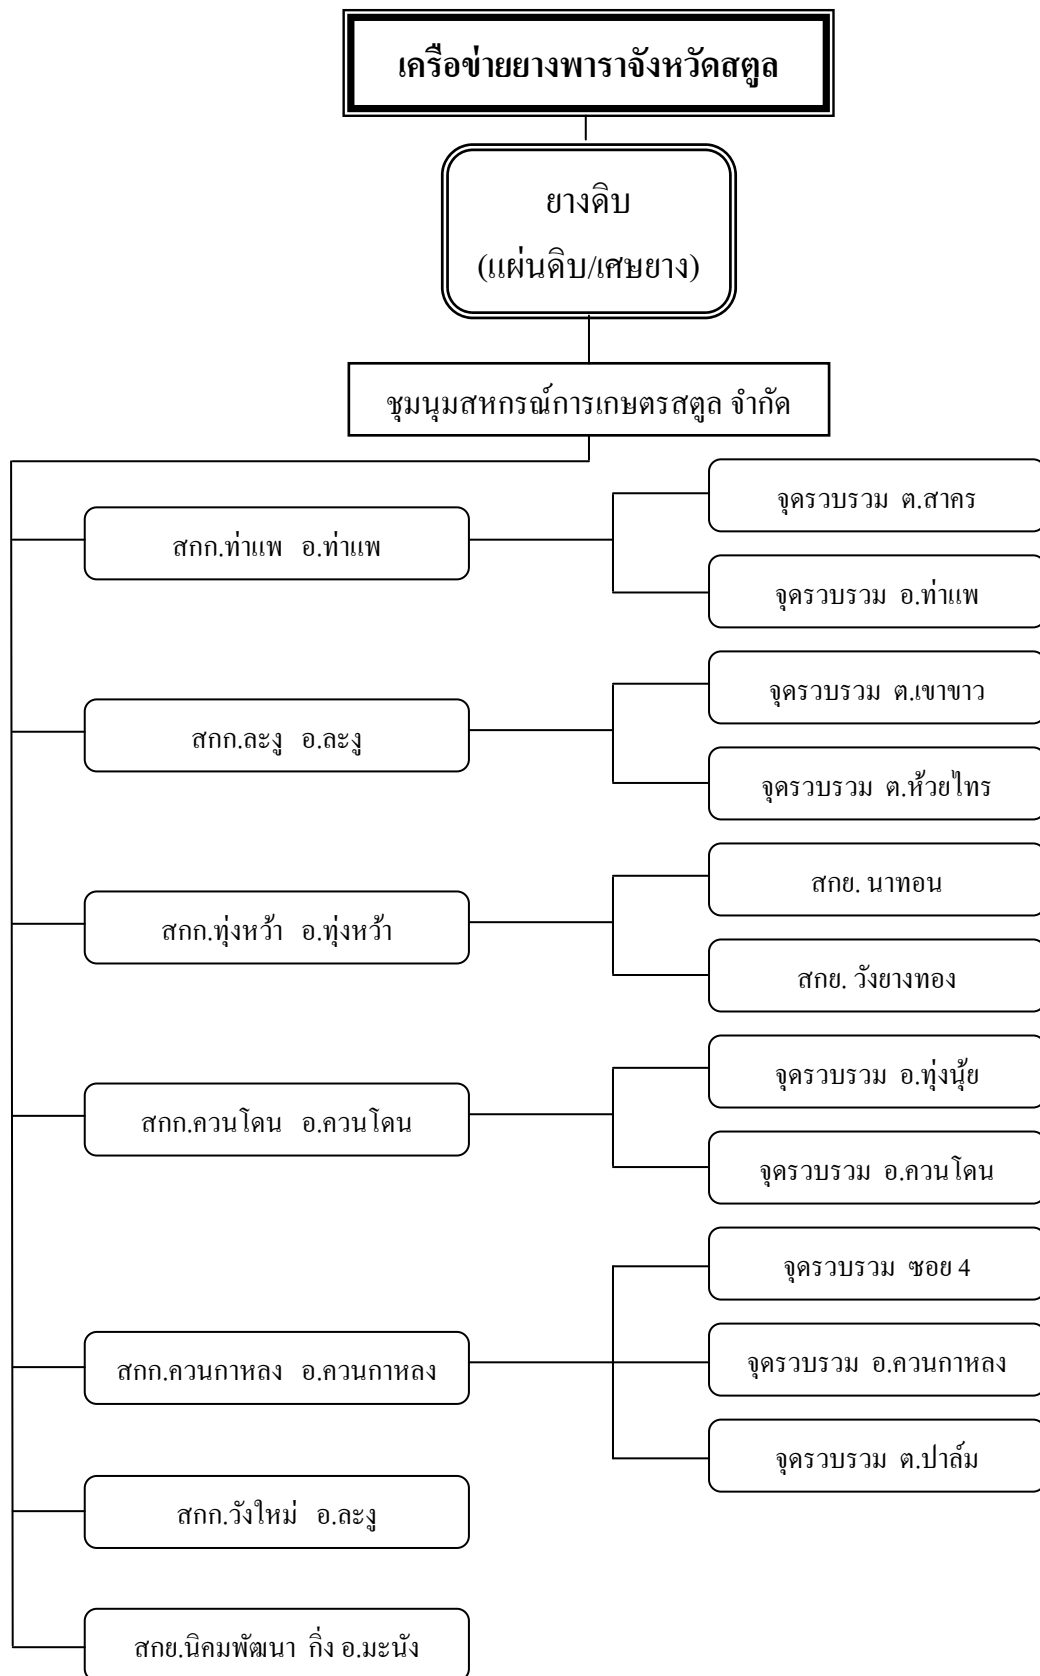 เครือข่ายยางพาราจังหวัดสตูล
ยางดิบ
(แผ่นดิบ/เศษยาง)
ชุมนุมสหกรณ์การเกษตรสตูล จำกัด
สกก.ท่าแพ อ.ท่าแพ
จุดรวบรวม ต.สาคร
จุดรวบรวม อ.ท่าแพ
สกก.ละงู อ.ละงู
จุดรวบรวม ต.เขาขาว
จุดรวบรวม ต.ห้วยไทร
สกก.ทุ่งหว้า อ.ทุ่งหว้า
สกย. นาทอน
สกย. วังยางทอง
สกก.ควนโดน อ.ควนโดน
จุดรวบรวม อ.ทุ่งนุ้ย
จุดรวบรวม อ.ควนโดน
สกก.ควนกาหลง อ.ควนกาหลง
จุดรวบรวม ซอย 4
จุดรวบรวม อ.ควนกาหลง
จุดรวบรวม ต.ปาล์ม
สกก.วังใหม่ อ.ละงู
สกย.นิคมพัฒนา กิ่ง อ.มะนัง